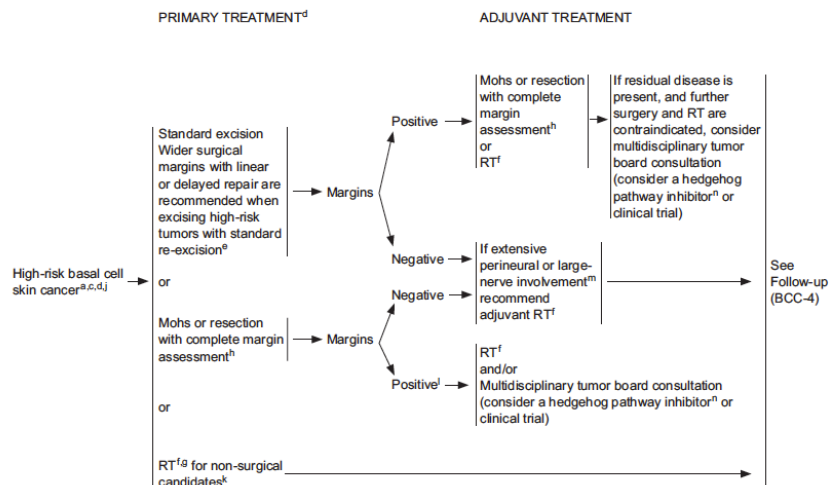 PRIMARY TREATMENTd
ADJUVANT TREATMENT
High-risk basal cell
skin cancera,c,d,j
Standard excision
Wider surgical
margins with linear
or delayed repair are
recommended when
excising high-risk
tumors with standard
re-excisione
or
Mohs or resection
with complete margin
assessmenth
or
RTf,g for non-surgical
candidatesk
Margins
Margins
Positive
Negative
Negative
Positivel
Mohs or resection
with complete
margin
assessmenth
or
RTf
If residual disease is
present, and further
surgery and RT are
contraindicated, consider
multidisciplinary tumor
board consultation
(consider a hedgehog
pathway inhibitorn or
clinical trial)
If extensive
perineural or large-
nerve involvementm
recommend
adjuvant RTf
RTf
and/or
Multidisciplinary tumor board consultation
(consider a hedgehog pathway inhibitorn or
clinical trial)
See
Follow-up
(BCC-4)